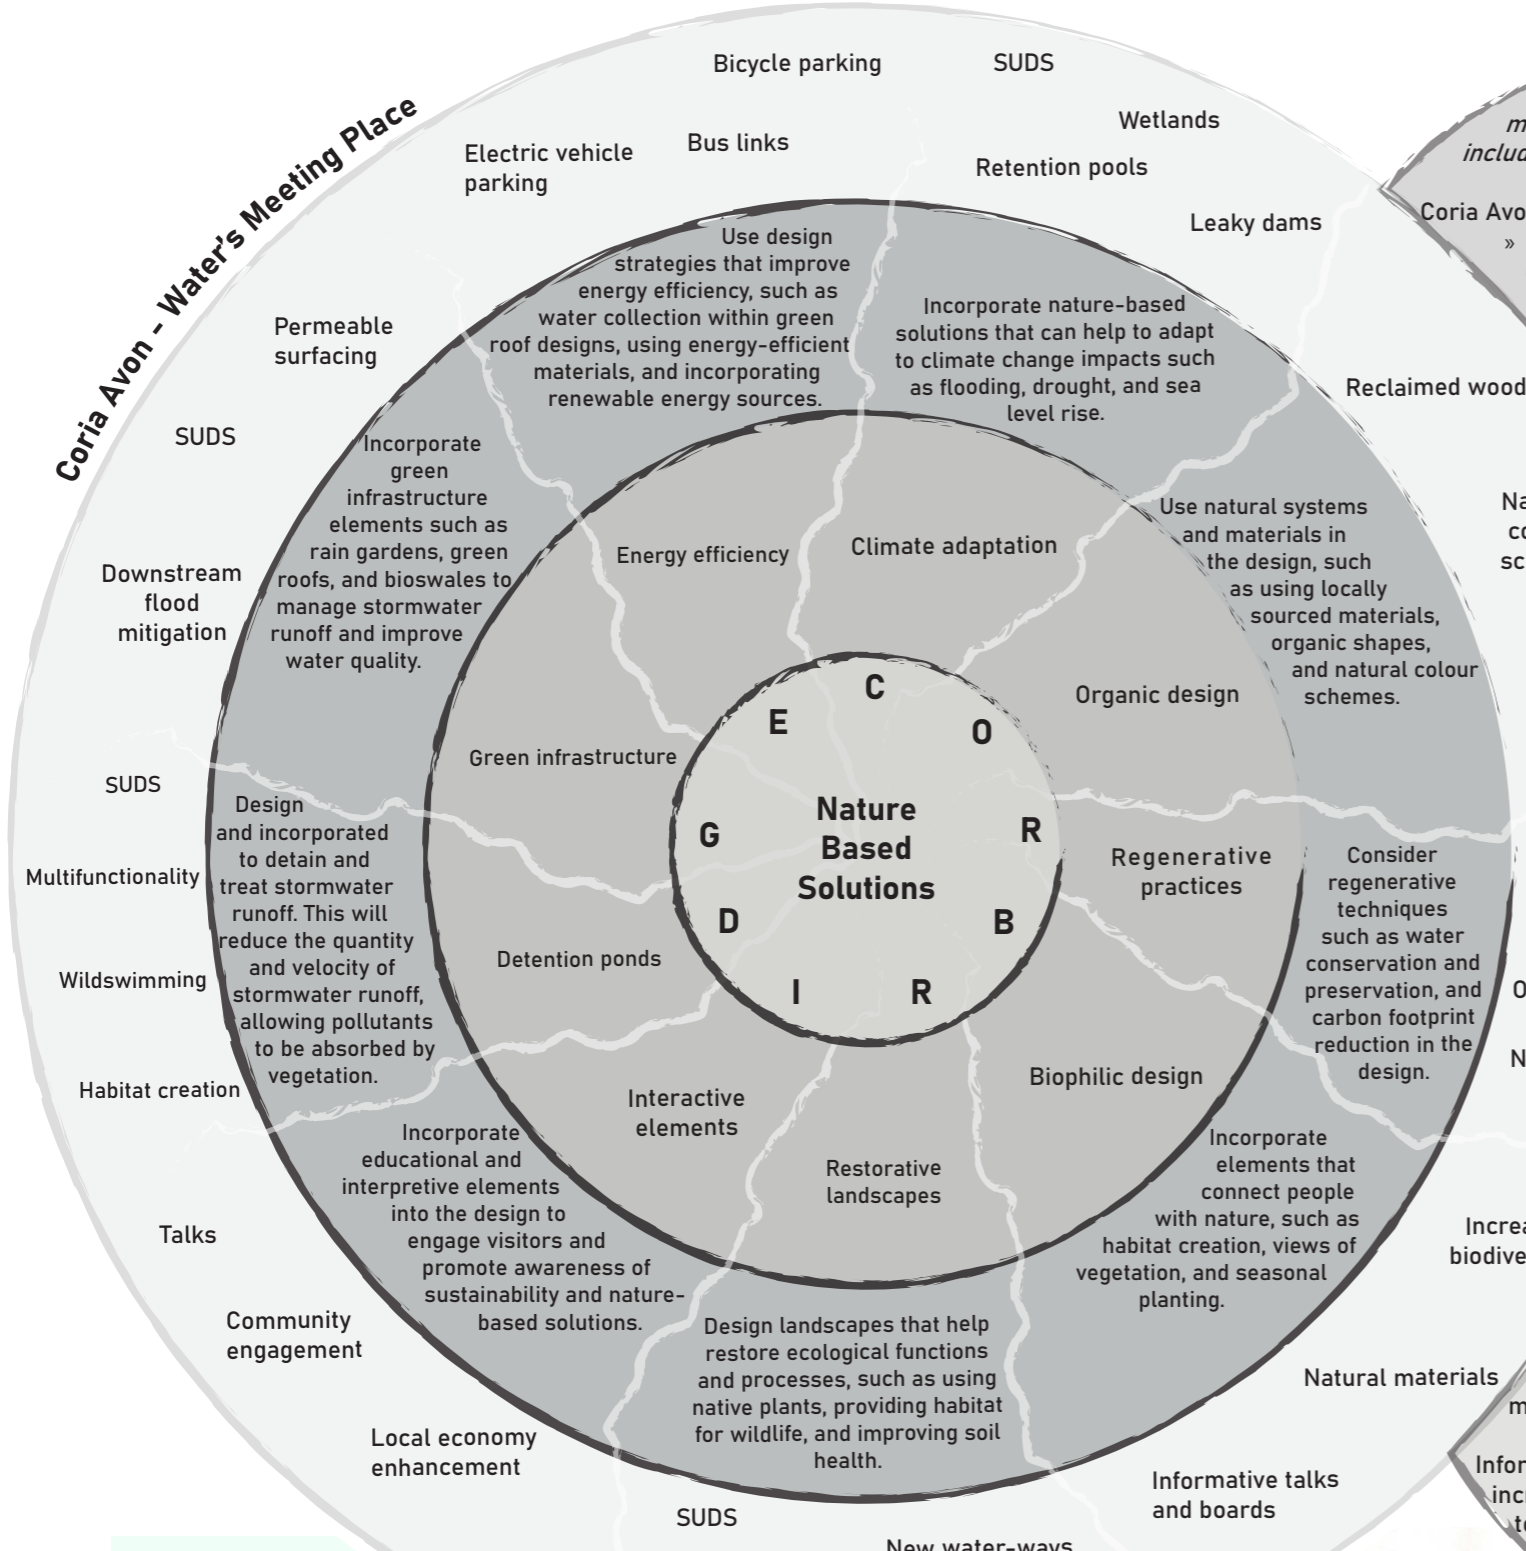 Coria Avon - Water's Meeting Place
Bicycle parking
SUDS
Wetlands
Electric vehicle
parking
Bus links
Retention pools
Leaky dams
Permeable
surfacing
SUDS
Downstream
flood
mitigation
SUDS
Multifunctionality
Wildswimming
Habitat creation
Talks
Community
engagement
Local economy
enhancement
SUDS
New water-ways
Informative talks
and boards
Natural materials
Reclaimed wood
Coria Avo
»
Use design
strategies that improve
energy efficiency, such as
water collection within green
roof designs, using energy-efficient
materials, and incorporating
renewable energy sources.
Incorporate nature-based
solutions that can help to adapt
to climate change impacts such
as flooding, drought, and sea
level rise.
Use natural systems
and materials in
the design, such
as using locally
sourced materials,
organic shapes,
and natural colour
schemes.
Consider
regenerative
techniques
such as water
conservation and
preservation, and
carbon footprint
reduction in the
design.
Incorporate
elements that
connect people
with nature, such as
habitat creation, views of
vegetation, and seasonal
planting.
Design landscapes that help
restore ecological functions
and processes, such as using
native plants, providing habitat
for wildlife, and improving soil
health.
Incorporate
educational and
interpretive elements
into the design to
engage visitors and
promote awareness of
sustainability and nature-
based solutions.
Design
and incorporated
to detain and
treat stormwater
runoff. This will
reduce the quantity
and velocity of
stormwater runoff,
allowing pollutants
to be absorbed by
vegetation.
Incorporate
green
infrastructure
elements such as
rain gardens, green
roofs, and bioswales to
manage stormwater
runoff and improve
water quality.
Energy efficiency
Climate adaptation
Organic design
Regenerative
practices
Biophilic design
Restorative
landscapes
Interactive
elements
Detention ponds
Green infrastructure
C
O
R
B
R
I
D
G
E
Nature
Based
Solutions